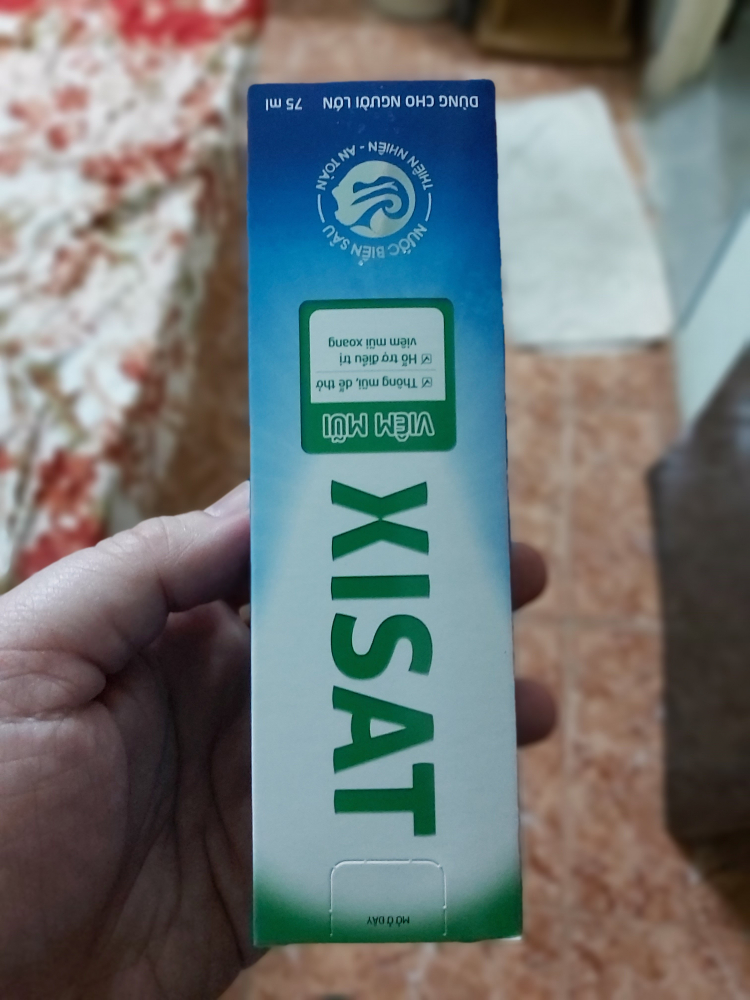 MỞ Ở ĐÂY
XISAT
VIÊM MŨI
☑ Thông mũi, dễ thở
☑ Hỗ trợ điều trị
viêm mũi xoang
NƯỚC BIỂN SÂU
THIÊN NHIÊN - AN TOÀN
DÙNG CHO NGƯỜI LỚN 75 ml